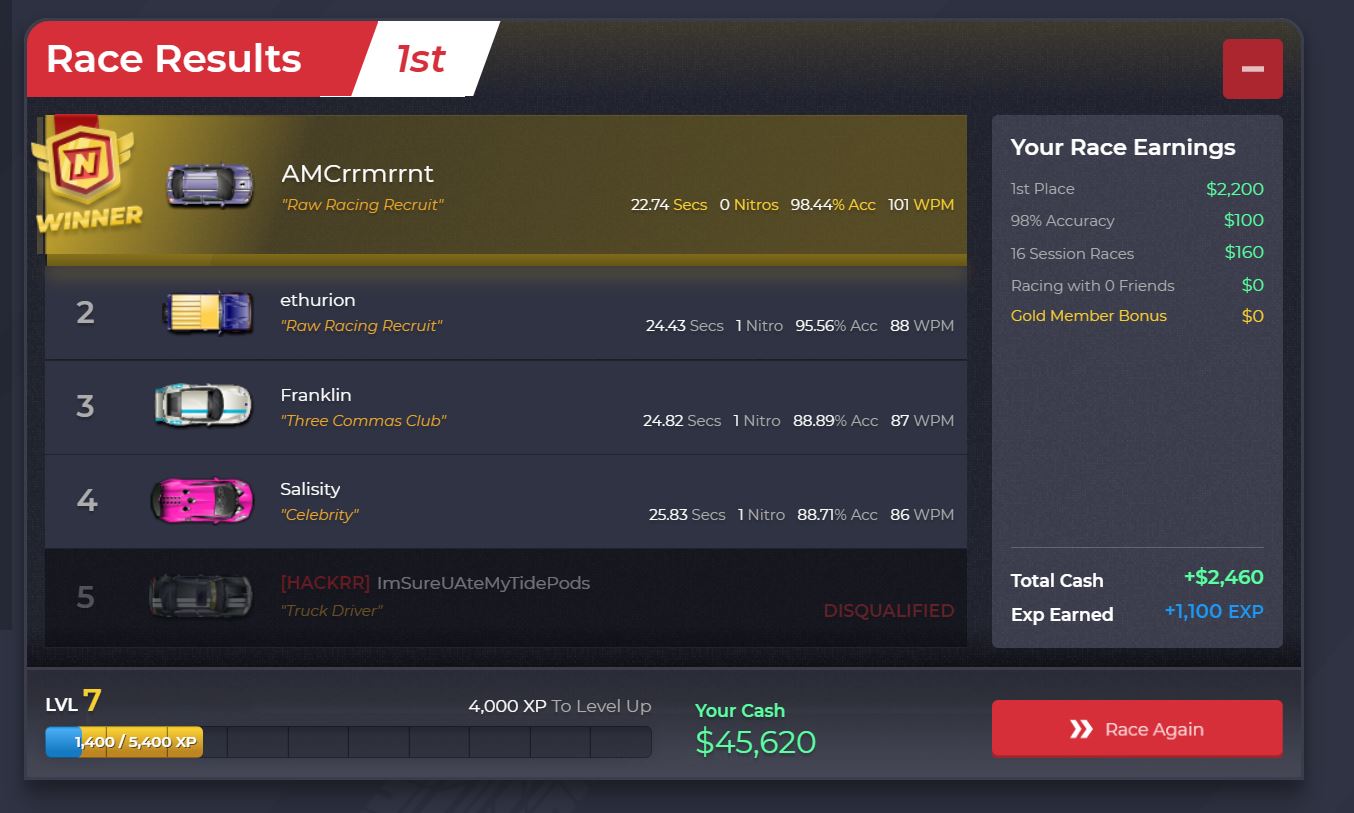 Race Results 1st
N
WINNER
AMCrrmrrnt
"Raw Racing Recruit" 22.74 Secs 0 Nitros 98.44% Acc 101 WPM
2 ethurion
"Raw Racing Recruit" 24.43 Secs 1 Nitro 95.56% Acc 88 WPM
3 Franklin
"Three Commas Club" 24.82 Secs 1 Nitro 88.89% Acc 87 WPM
4 Salisity
"Celebrity" 25.83 Secs 1 Nitro 88.71% Acc 86 WPM
5 [HACKRR] ImSureUAteMyTidePods
"Truck Driver" DISQUALIFIED
Your Race Earnings
1st Place $2,200
98% Accuracy $100
16 Session Races $160
Racing with 0 Friends $0
Gold Member Bonus $0
Total Cash +$2,460
Exp Earned +1,100 EXP
LVL 7 4,000 XP To Level Up
1,400 / 5,400 XP
Your Cash
$45,620
Race Again